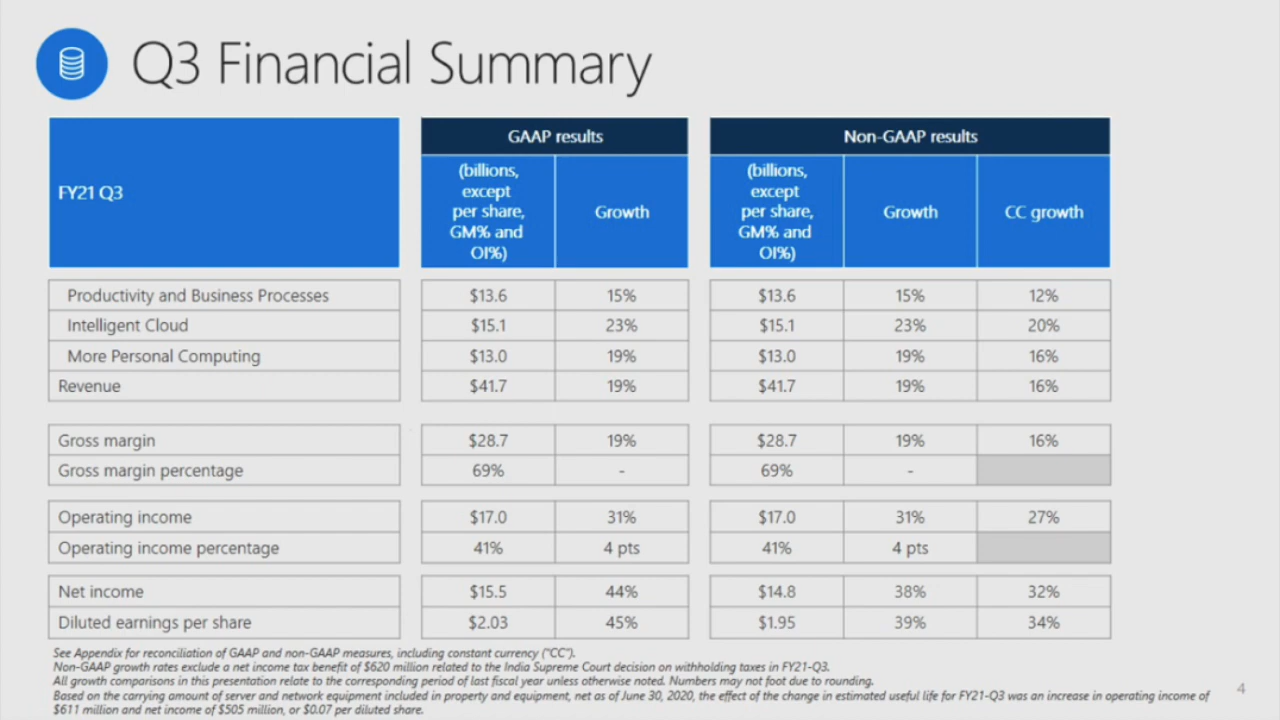 Q3 Financial Summary
FY21 Q3
GAAP results
Non-GAAP results
(billions,
except
per share,
GM% and
OI%)
Growth
(billions,
except
per share,
GM% and
OI%)
Growth
CC growth
Productivity and Business Processes $13.6 15% $13.6 15% 12%
Intelligent Cloud $15.1 23% $15.1 23% 20%
More Personal Computing $13.0 19% $13.0 19% 16%
Revenue $41.7 19% $41.7 19% 16%
Gross margin $28.7 19% $28.7 19% 16%
Gross margin percentage 69% - 69% -
Operating income $17.0 31% $17.0 31% 27%
Operating income percentage 41% 4 pts 41% 4 pts
Net income $15.5 44% $14.8 38% 32%
Diluted earnings per share $2.03 45% $1.95 39% 34%
See Appendix for reconciliation of GAAP and non-GAAP measures, including constant currency ("CC").
Non-GAAP growth rates exclude a net income tax benefit of $620 million related to the India Supreme Court decision on withholding taxes in FY21-Q3.
All growth comparisons in this presentation relate to the corresponding period of last fiscal year unless otherwise noted. Numbers may not foot due to rounding.
Based on the carrying amount of server and network equipment included in property and equipment, net as of June 30, 2020, the effect of the change in estimated useful life for FY21-Q3 was an increase in operating income of
$611 million and net income of $505 million, or $0.07 per diluted share.
4